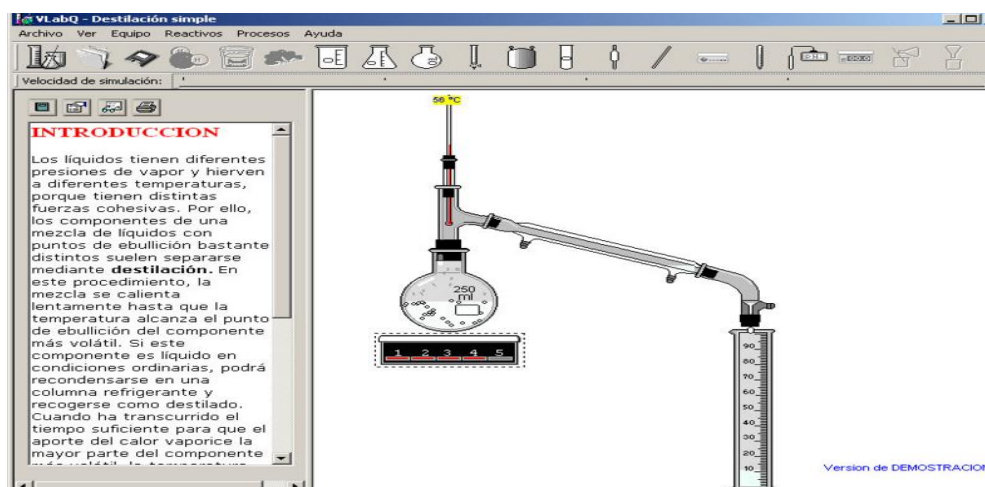 VLabQ - Destilación simple
Archivo Ver Equipo Reactivos Procesos Ayuda
Velocidad de simulación:
INTRODUCCION
Los líquidos tienen diferentes
presiones de vapor y hierven
a diferentes temperaturas,
porque tienen distintas
fuerzas cohesivas. Por ello,
los componentes de una
mezcla de líquidos con
puntos de ebullición bastante
distintos suelen separarse
mediante destilación. En
este procedimiento, la
mezcla se calienta
lentamente hasta que la
temperatura alcanza el punto
de ebullición del componente
más volátil. Si este
componente es líquido en
condiciones ordinarias, podrá
recondensarse en una
columna refrigerante y
recogerse como destilado.
Cuando ha transcurrido el
tiempo suficiente para que el
aporte del calor vaporice la
mayor parte del componente
más volátil, la temperatura
56 °C
250
ml
1 2 3 4 5
90
80
70
60
50
40
30
20
10
Version de DEMOSTRACION